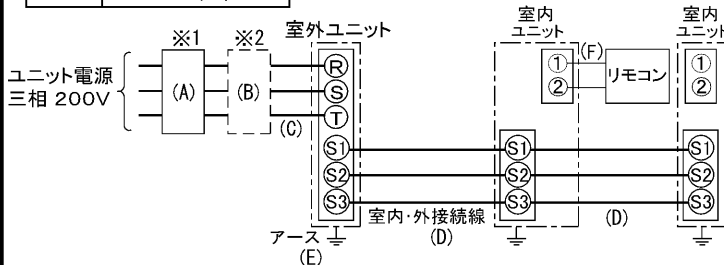 ※1
※2
室外ユニット
室内
ユニット
室内
ユニット
ユニット電源
三相 200V
(A)
(B)
(C)
R
S
T
S1
S2
S3
①
②
(F)
リモコン
①
②
S1
S2
S3
S1
S2
S3
室内・外接続線
(D)
(D)
アース
(E)